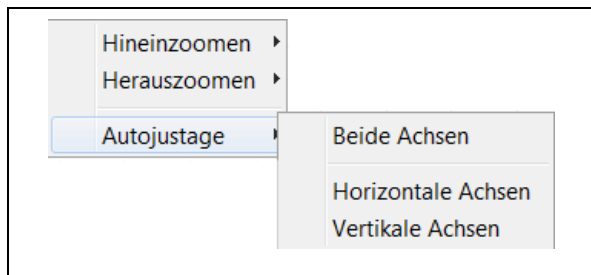 Hineinzoomen
Herauszoomen
Autojustage
Beide Achsen
Horizontale Achsen
Vertikale Achsen